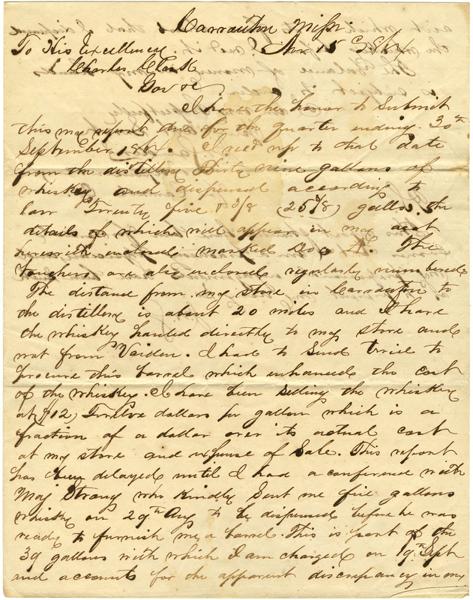 Carrollton Missi
Nov 15 1864
To His Excellency
Charles Clark
Gov &c
I have the honor to submit
this my report due for the quarter ending 30th
September 1864. I recd up to that date
from the distillery thirty nine gallons of
whiskey and dispensed according to
law Twenty five & 5/8 (25 5/8) gallons the
details of which will appear in my
herewith enclosed marked Doc A. The
vouchers are also enclosed regularly numbered
The distance from my store in Carrollton to
the distillery is about 20 miles and I have
the whiskey hauled directly to my store and
not from Vaiden. I had to send twice to
procure this barrel which enhanced the cost
of the whiskey. I have been selling the whiskey
at $12) Twelve dollars per gallon which is a
fraction of a dollar over its actual cost
at my store and expense of sale. This report
has been delayed until I had a conference with
Maj Strang who kindly sent me five gallons
whisky on 29th Aug to be dispensed before he was
ready to furnish me a barrel. This is part of the
39 gallons with which I am charged on 19th Sept
and accounts for the apparent discrepancy in my